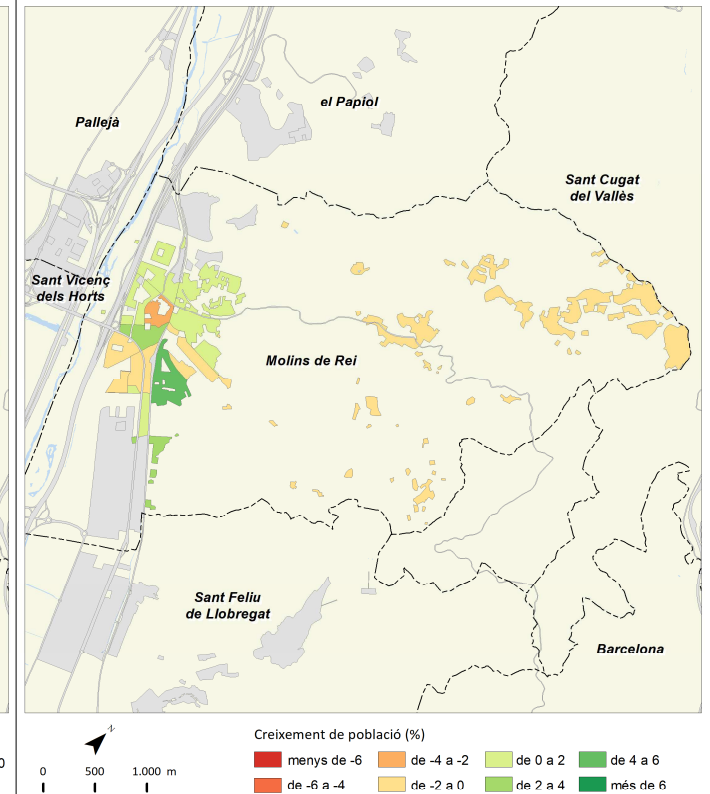 el Papiol
Pallejà
Sant Cugat
del Vallès
Sant Vicenç
dels Horts
Molins de Rei
Sant Feliu
de Llobregat
Barcelona
N
0
0 500 1.000 m
Creixement de població (%)
menys de -6
de -6 a -4
de -4 a -2
de -2 a 0
de 0 a 2
de 2 a 4
de 4 a 6
més de 6